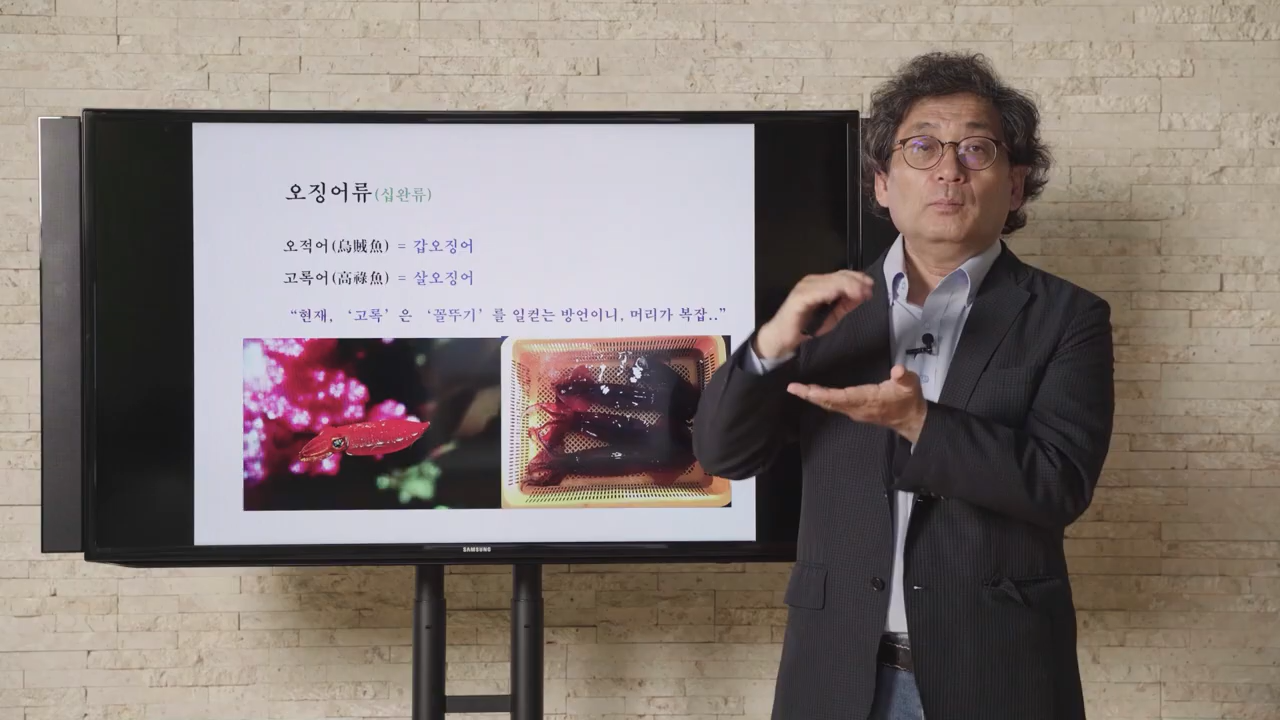 오징어류(십완류)
오적어(烏賊魚) = 갑오징어
고록어(高祿魚) = 살오징어
“현재, ‘고록’ 은 ‘꼴뚜기’ 를 일컫는 방언이니, 머리가 복잡..”
SAMSUNG